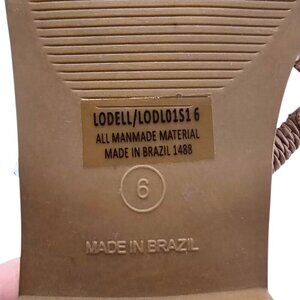 LODELL/LODL01S1 6
ALL MANMADE MATERIAL
MADE IN BRAZIL 1488
6
MADE IN BRAZIL